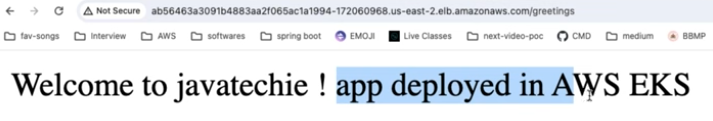 Not Secure ab56463a3091b4883aa2f065ac1a1994-172060968.us-east-2.elb.amazonaws.com/greetings
fav-songs Interview AWS softwares spring boot EMOJI Live Classes next-video-poc CMD medium BBMP
Welcome to javatechie ! app deployed in AWS EKS